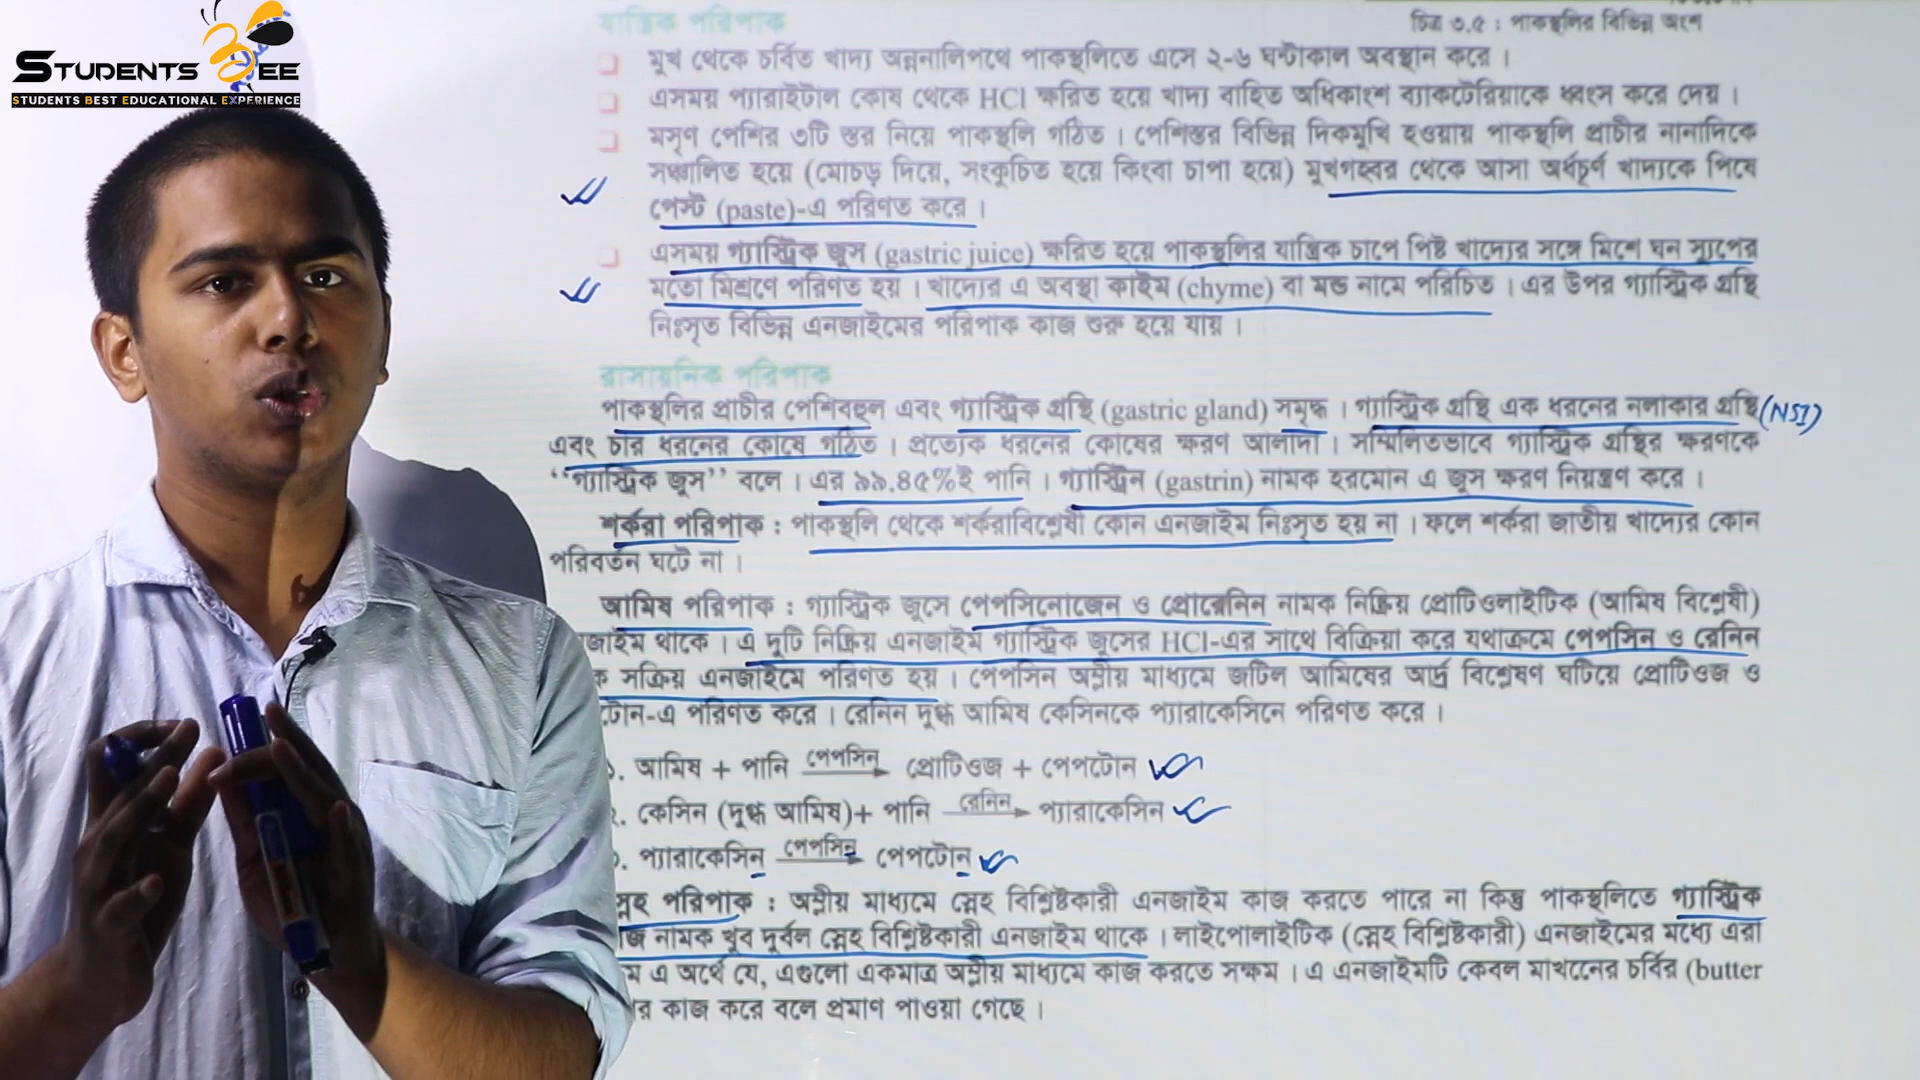 STUDENTS BEE
STUDENTS BEST EDUCATIONAL EXPERIENCE
চিত্র ৩.৫ : পাকস্থলির বিভিন্ন অংশ
যান্ত্রিক পরিপাক
মুখ থেকে চর্বিত খাদ্য অন্ননালিপথে পাকস্থলিতে এসে ২-৬ ঘন্টাকাল অবস্থান করে।
এসময় প্যারাইটাল কোষ থেকে HCl ক্ষরিত হয়ে খাদ্য বাহিত অধিকাংশ ব্যাকটেরিয়াকে ধ্বংস করে দেয়।
মসৃণ পেশির ৩টি স্তর নিয়ে পাকস্থলি গঠিত। পেশিস্তর বিভিন্ন দিকমুখি হওয়ায় পাকস্থলি প্রাচীর নানাদিকে
সঞ্চালিত হয়ে (মোচড় দিয়ে, সংকুচিত হয়ে কিংবা চাপা হয়ে) মুখগহ্বর থেকে আসা অর্ধচূর্ণ খাদ্যকে পিষে
পেস্ট (paste)-এ পরিণত করে।
এসময় গ্যাস্ট্রিক জুস (gastric juice) ক্ষরিত হয়ে পাকস্থলির যান্ত্রিক চাপে পিষ্ট খাদ্যের সঙ্গে মিশে ঘন স্যুপের
মতো মিশ্রণে পরিণত হয়। খাদ্যের এ অবস্থা কাইম (chyme) বা মন্ড নামে পরিচিত। এর উপর গ্যাস্ট্রিক গ্রন্থি
নিঃসৃত বিভিন্ন এনজাইমের পরিপাক কাজ শুরু হয়ে যায়।
রাসায়নিক পরিপাক
পাকস্থলির প্রাচীর পেশিবহুল এবং গ্যাস্ট্রিক গ্রন্থি (gastric gland) সমৃদ্ধ। গ্যাস্ট্রিক গ্রন্থি এক ধরনের নলাকার গ্রন্থি (NSI)
এবং চার ধরনের কোষে গঠিত। প্রত্যেক ধরনের কোষের ক্ষরণ আলাদা। সম্মিলিতভাবে গ্যাস্ট্রিক গ্রন্থির ক্ষরণকে
“গ্যাস্ট্রিক জুস” বলে। এর ৯৯.৪৫%ই পানি। গ্যাস্ট্রিন (gastrin) নামক হরমোন এ জুস ক্ষরণ নিয়ন্ত্রণ করে।
শর্করা পরিপাক : পাকস্থলি থেকে শর্করাবিশ্লেষী কোন এনজাইম নিঃসৃত হয় না। ফলে শর্করা জাতীয় খাদ্যের কোন
পরিবর্তন ঘটে না।
আমিষ পরিপাক : গ্যাস্ট্রিক জুসে পেপসিনোজেন ও প্রোরেনিন নামক নিষ্ক্রিয় প্রোটিওলাইটিক (আমিষ বিশ্লেষী)
জাইম থাকে। এ দুটি নিষ্ক্রিয় এনজাইম গ্যাস্ট্রিক জুসের HCl-এর সাথে বিক্রিয়া করে যথাক্রমে পেপসিন ও রেনিন
ক সক্রিয় এনজাইমে পরিণত হয়। পেপসিন অম্লীয় মাধ্যমে জটিল আমিষের আর্দ্র বিশ্লেষণ ঘটিয়ে প্রোটিওজ ও
টোন-এ পরিণত করে। রেনিন দুগ্ধ আমিষ কেসিনকে প্যারাকেসিনে পরিণত করে।
১. আমিষ + পানি পেপসিন প্রোটিওজ + পেপটোন
২. কেসিন (দুগ্ধ আমিষ)+ পানি রেনিন প্যারাকেসিন
৩. প্যারাকেসিন পেপসিন পেপটোন
স্নেহ পরিপাক : অম্লীয় মাধ্যমে স্নেহ বিশ্লিষ্টকারী এনজাইম কাজ করতে পারে না কিন্তু পাকস্থলিতে গ্যাস্ট্রিক
জ নামক খুব দুর্বল স্নেহ বিশ্লিষ্টকারী এনজাইম থাকে। লাইপোলাইটিক (স্নেহ বিশ্লিষ্টকারী) এনজাইমের মধ্যে এরা
ম এ অর্থে যে, এগুলো একমাত্র অম্লীয় মাধ্যমে কাজ করতে সক্ষম। এ এনজাইমটি কেবল মাখনের চর্বির (butter
র কাজ করে বলে প্রমাণ পাওয়া গেছে।